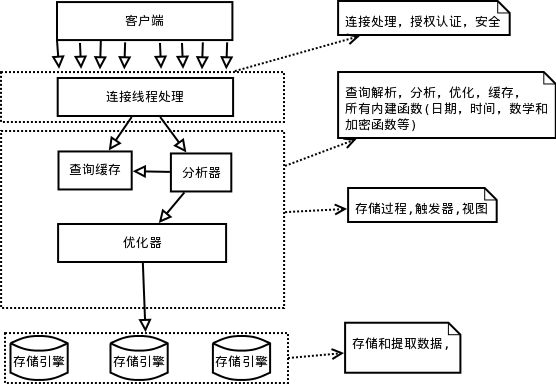 客户端
连接处理，授权认证，安全
连接线程处理
查询解析，分析，优化，缓存，
所有内建函数(日期，时间，数学和
加密函数等)
查询缓存
分析器
存储过程,触发器,视图
优化器
存储和提取数据,
存储引擎
存储引擎
存储引擎